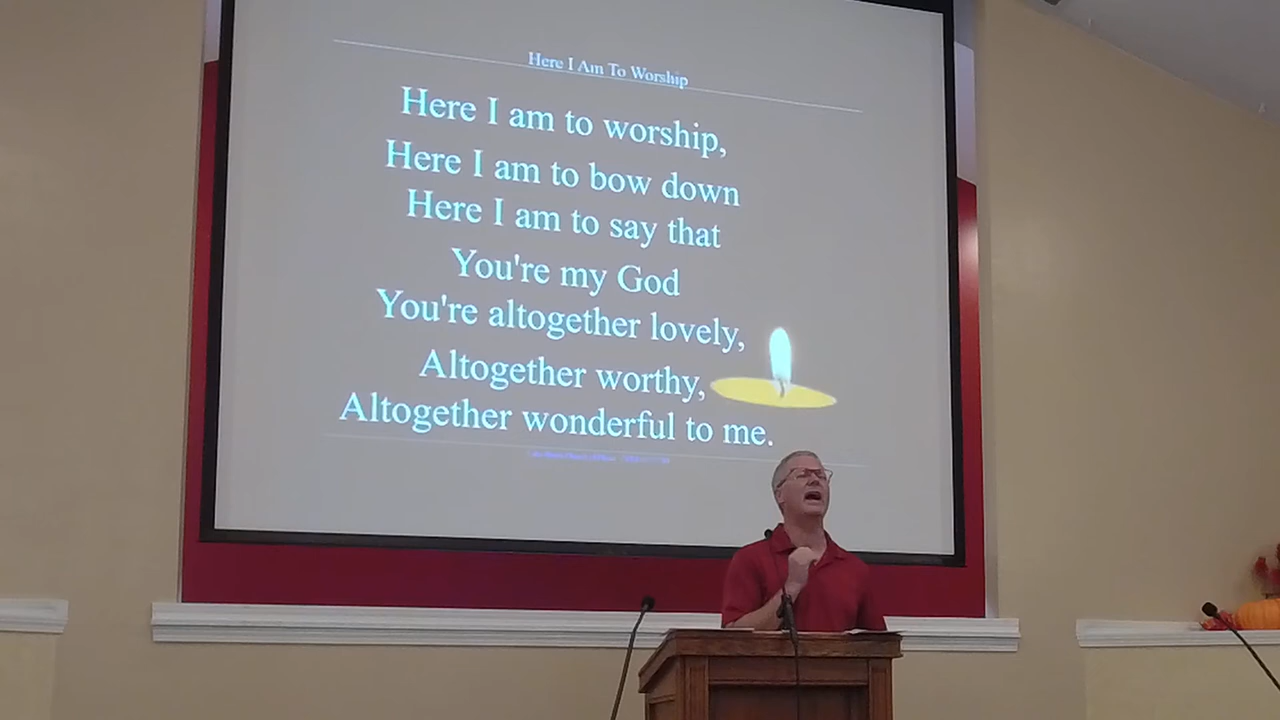 Here I Am To Worship
Here I am to worship,
Here I am to bow down
Here I am to say that
You're my God
You're altogether lovely,
Altogether worthy,
Altogether wonderful to me.